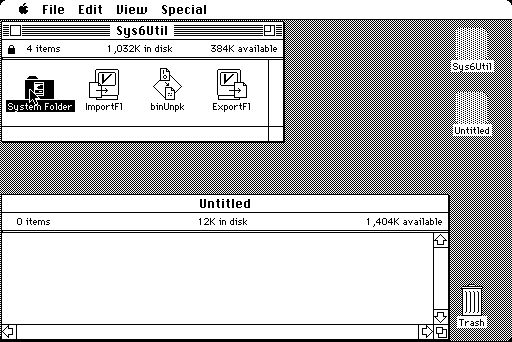 File Edit View Special
Sys6Util
4 items 1,032K in disk 384K available
System Folder ImportFl binUnpk ExportFl
Sys6Util
Untitled
Untitled
0 items 12K in disk 1,404K available
Trash